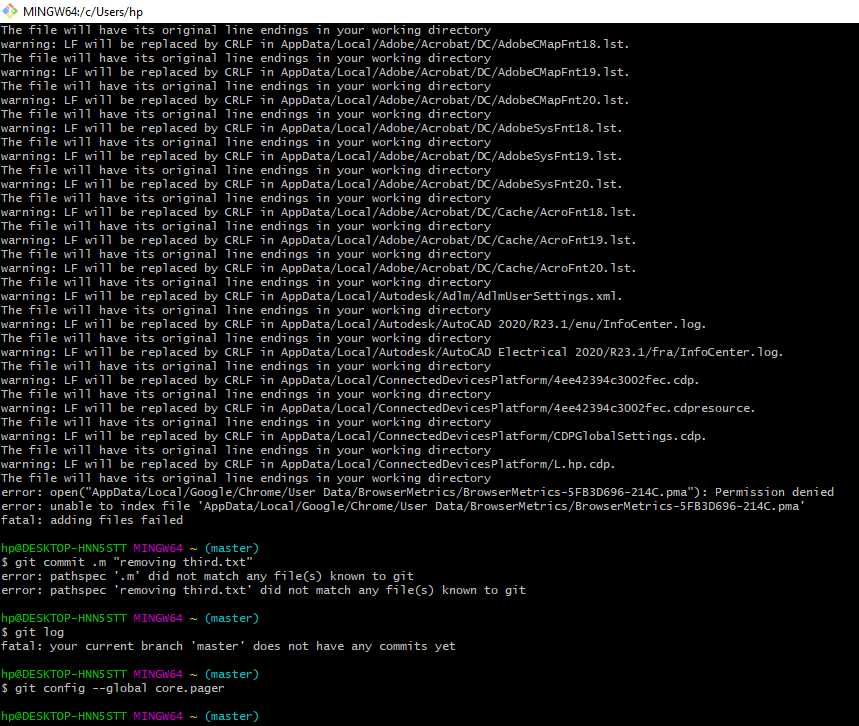 MINGW64:/c/Users/hp
The file will have its original line endings in your working directory
warning: LF will be replaced by CRLF in AppData/Local/Adobe/Acrobat/DC/AdobeCMapFnt18.lst.
The file will have its original line endings in your working directory
warning: LF will be replaced by CRLF in AppData/Local/Adobe/Acrobat/DC/AdobeCMapFnt19.lst.
The file will have its original line endings in your working directory
warning: LF will be replaced by CRLF in AppData/Local/Adobe/Acrobat/DC/AdobeCMapFnt20.lst.
The file will have its original line endings in your working directory
warning: LF will be replaced by CRLF in AppData/Local/Adobe/Acrobat/DC/AdobeSysFnt18.lst.
The file will have its original line endings in your working directory
warning: LF will be replaced by CRLF in AppData/Local/Adobe/Acrobat/DC/AdobeSysFnt19.lst.
The file will have its original line endings in your working directory
warning: LF will be replaced by CRLF in AppData/Local/Adobe/Acrobat/DC/AdobeSysFnt20.lst.
The file will have its original line endings in your working directory
warning: LF will be replaced by CRLF in AppData/Local/Adobe/Acrobat/DC/Cache/AcroFnt18.lst.
The file will have its original line endings in your working directory
warning: LF will be replaced by CRLF in AppData/Local/Adobe/Acrobat/DC/Cache/AcroFnt19.lst.
The file will have its original line endings in your working directory
warning: LF will be replaced by CRLF in AppData/Local/Adobe/Acrobat/DC/Cache/AcroFnt20.lst.
The file will have its original line endings in your working directory
warning: LF will be replaced by CRLF in AppData/Local/Autodesk/Adlm/AdlmUserSettings.xml.
The file will have its original line endings in your working directory
warning: LF will be replaced by CRLF in AppData/Local/Autodesk/AutoCAD 2020/R23.1/enu/InfoCenter.log.
The file will have its original line endings in your working directory
warning: LF will be replaced by CRLF in AppData/Local/Autodesk/AutoCAD Electrical 2020/R23.1/fra/InfoCenter.log.
The file will have its original line endings in your working directory
warning: LF will be replaced by CRLF in AppData/Local/ConnectedDevicesPlatform/4ee42394c3002fec.cdp.
The file will have its original line endings in your working directory
warning: LF will be replaced by CRLF in AppData/Local/ConnectedDevicesPlatform/4ee42394c3002fec.cdpresource.
The file will have its original line endings in your working directory
warning: LF will be replaced by CRLF in AppData/Local/ConnectedDevicesPlatform/CDPGlobalSettings.cdp.
The file will have its original line endings in your working directory
warning: LF will be replaced by CRLF in AppData/Local/ConnectedDevicesPlatform/L.hp.cdp.
The file will have its original line endings in your working directory
error: open("AppData/Local/Google/Chrome/User Data/BrowserMetrics/BrowserMetrics-5FB3D696-214C.pma"): Permission denied
error: unable to index file 'AppData/Local/Google/Chrome/User Data/BrowserMetrics/BrowserMetrics-5FB3D696-214C.pma'
fatal: adding files failed
hp@DESKTOP-HNN5STT MINGW64 ~ (master)
$ git commit .m "removing third.txt"
error: pathspec '.m' did not match any file(s) known to git
error: pathspec 'removing third.txt' did not match any file(s) known to git
hp@DESKTOP-HNN5STT MINGW64 ~ (master)
$ git log
fatal: your current branch 'master' does not have any commits yet
hp@DESKTOP-HNN5STT MINGW64 ~ (master)
$ git config --global core.pager
hp@DESKTOP-HNN5STT MINGW64 ~ (master)